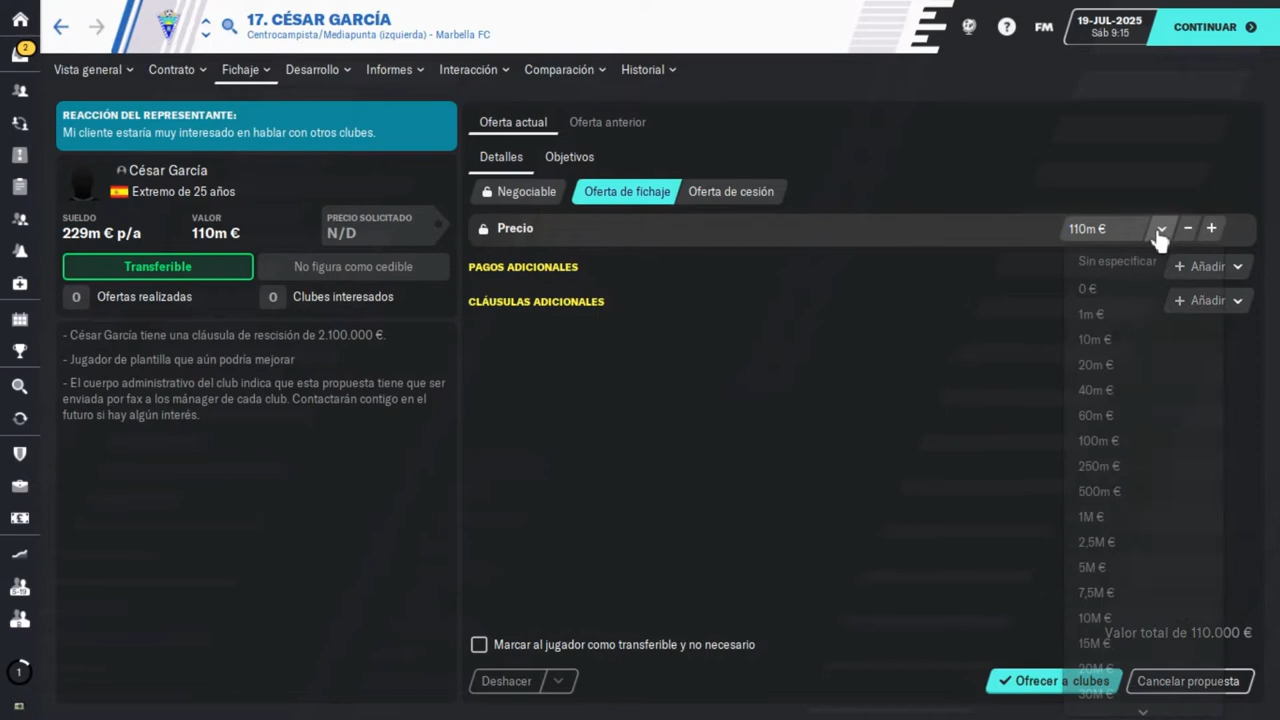 17. CÉSAR GARCÍA
Centrocampista/Mediapunta (izquierda) - Marbella FC
FM
19-JUL-2025
Sáb 9:15
CONTINUAR
2
Vista general
Contrato
Fichaje
Desarrollo
Informes
Interacción
Comparación
Historial
REACCIÓN DEL REPRESENTANTE:
Mi cliente estaría muy interesado en hablar con otros clubes.
César García
Extremo de 25 años
SUELDO
229m € p/a
VALOR
110m €
PRECIO SOLICITADO
N/D
Transferible
No figura como cedible
0 Ofertas realizadas
0 Clubes interesados
- César García tiene una cláusula de rescisión de 2.100.000 €.
- Jugador de plantilla que aún podría mejorar
- El cuerpo administrativo del club indica que esta propuesta tiene que ser
enviada por fax a los mánager de cada club. Contactarán contigo en el
futuro si hay algún interés.
Oferta actual
Oferta anterior
Detalles
Objetivos
Negociable
Oferta de fichaje
Oferta de cesión
Precio
110m €
PAGOS ADICIONALES
+ Añadir
CLÁUSULAS ADICIONALES
+ Añadir
Sin especificar
0 €
1m €
10m €
20m €
40m €
60m €
100m €
250m €
500m €
1M €
2,5M €
5M €
7,5M €
10M €
15M €
20M €
30M €
Valor total de 110.000 €
Marcar al jugador como transferible y no necesario
Deshacer
Ofrecer a clubes
Cancelar propuesta
1